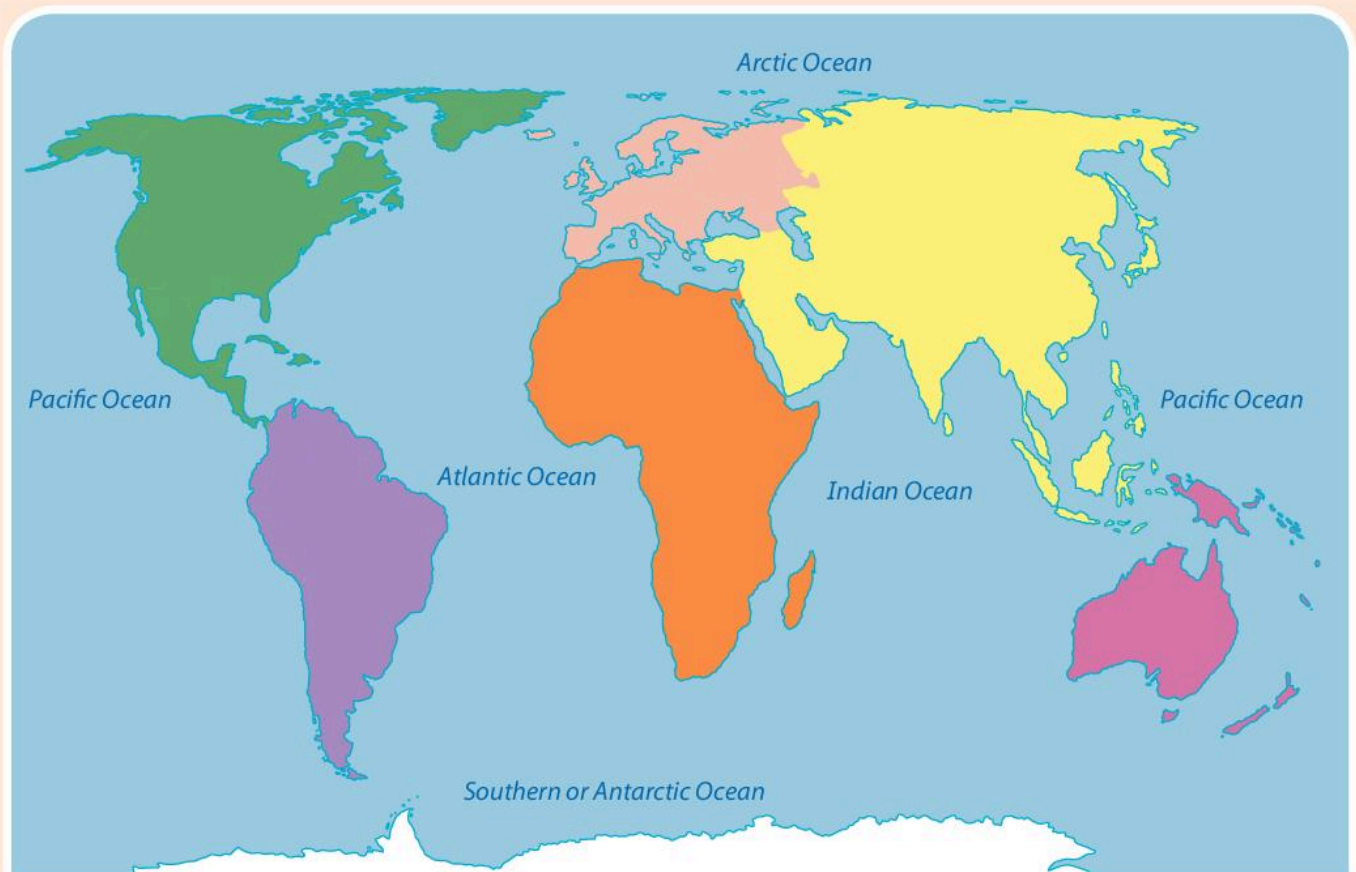 Arctic Ocean
Pacific Ocean
Pacific Ocean
Atlantic Ocean
Indian Ocean
Southern or Antarctic Ocean